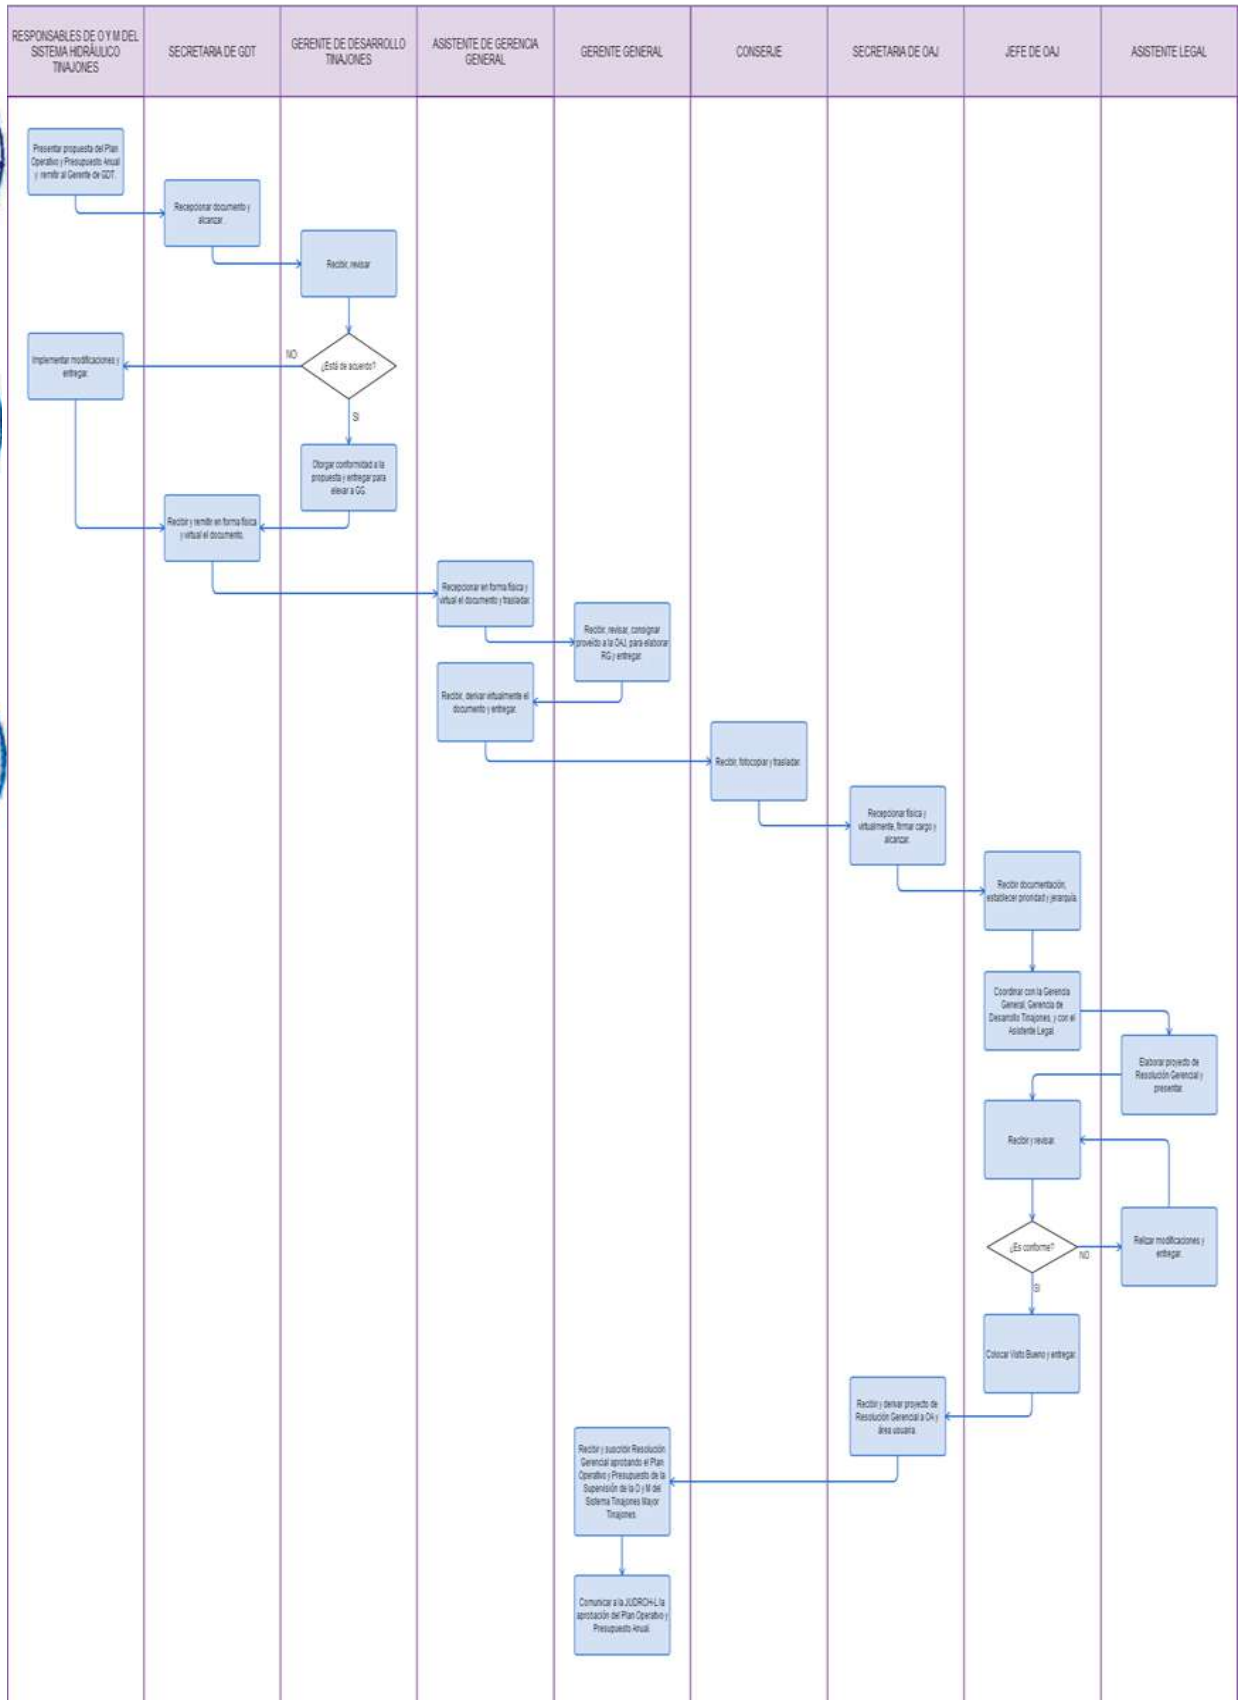 RESPONSABLES DE O Y M DEL
SISTEMA HIDRÁULICO
TINAJONES
SECRETARIA DE GDT
GERENTE DE DESARROLLO
TINAJONES
ASISTENTE DE GERENCIA
GENERAL
GERENTE GENERAL
CONSERJE
SECRETARIA DE OAJ
JEFE DE OAJ
ASISTENTE LEGAL
Presentar propuesta del Plan
Operativo y Presupuesto Anual
y remitir al Gerente de GDT.
Recepcionar documento y
alcanzar .
Recibir, revisar
¿Está de acuerdo?
NO
Implementar modificaciones y
entregar.
SI
Otorgar conformidad a la
propuesta y entregar para
elevar a GG.
Recibir y remitir en forma física
y virtual el documento.
Recepcionar en forma física y
virtual el documento y trasladar.
Recibir, revisar, consignar
proveído a la OAJ, para elaborar
RG y entregar.
Recibir, derivar virtualmente el
documento y entregar.
Recibir, fotocopiar y trasladar.
Recepcionar física y
virtualmente, firmar cargo y
alcanzar.
Recibir documentación,
establecer prioridad y jerarquía.
Coordinar con la Gerencia
General, Gerencia de
Desarrollo Tinajones, y con el
Asistente Legal.
Elaborar proyecto de
Resolución Gerencial y
presentar.
Recibir y revisar.
¿Es conforme?
NO
Relizar modificaciones y
entregar.
SI
Colocar Visto Bueno y entregar.
Recibir y derivar proyecto de
Resolución Gerencial a OA y
área usuaria.
Recibir y suscribir Resolución
Gerencial aprobando el Plan
Operativo y Presupuesto de la
Supervisión de la O y M del
Sistema Tinajones Mayor
Tinajones.
Comunicar a la JUDRCH-L la
aprobación del Plan Operativo y
Presupuesto Anual.